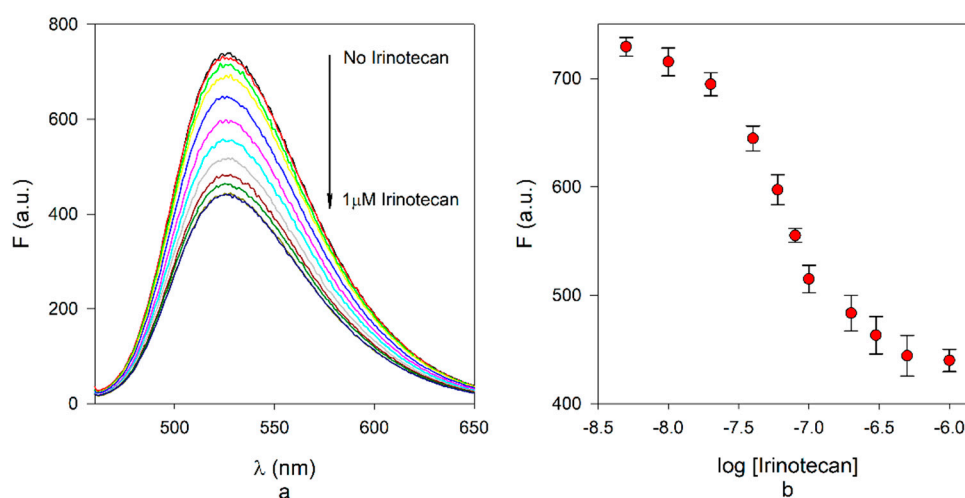 800
600
400
200
0
F (a.u.)
No Irinotecan
1μM Irinotecan
500
550
600
650
λ (nm)
a
700
600
500
400
F (a.u.)
-8.5
-8.0
-7.5
-7.0
-6.5
-6.0
log [Irinotecan]
b